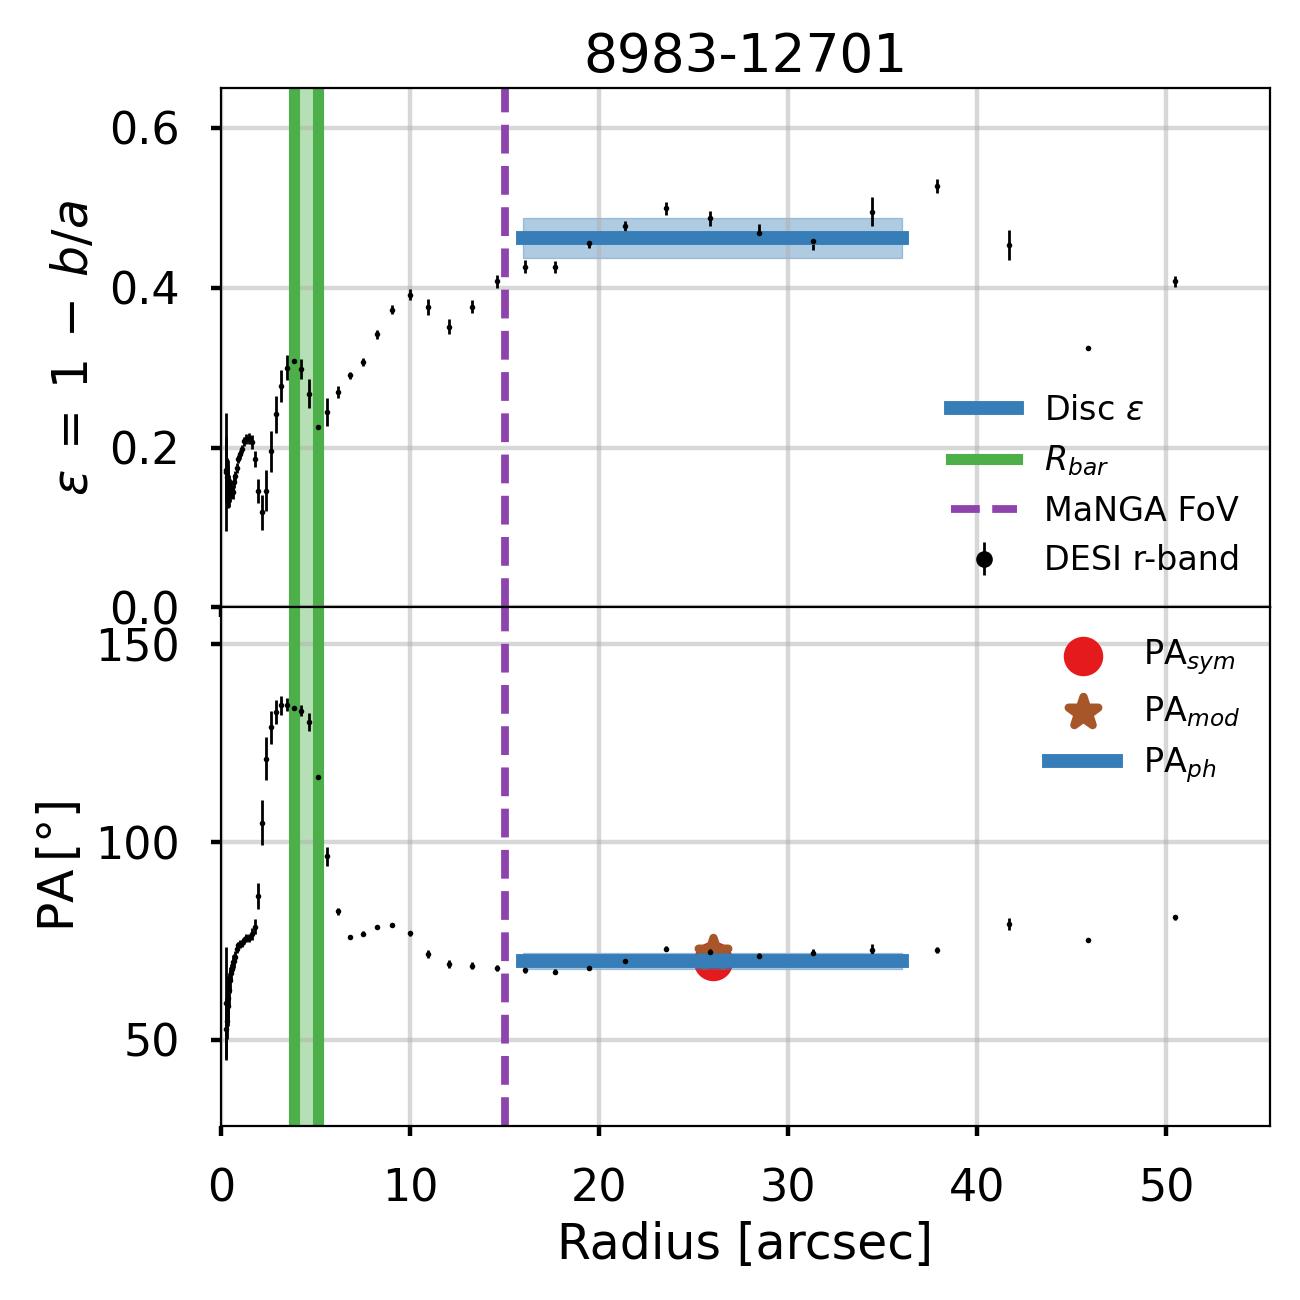 8983-12701
0.6
0.4
0.2
0.0
ε = 1 − b/a
Disc ε
R_bar
MaNGA FoV
DESI r-band
150
100
50
PA [°]
PA_sym
PA_mod
PA_ph
0 10 20 30 40 50
Radius [arcsec]